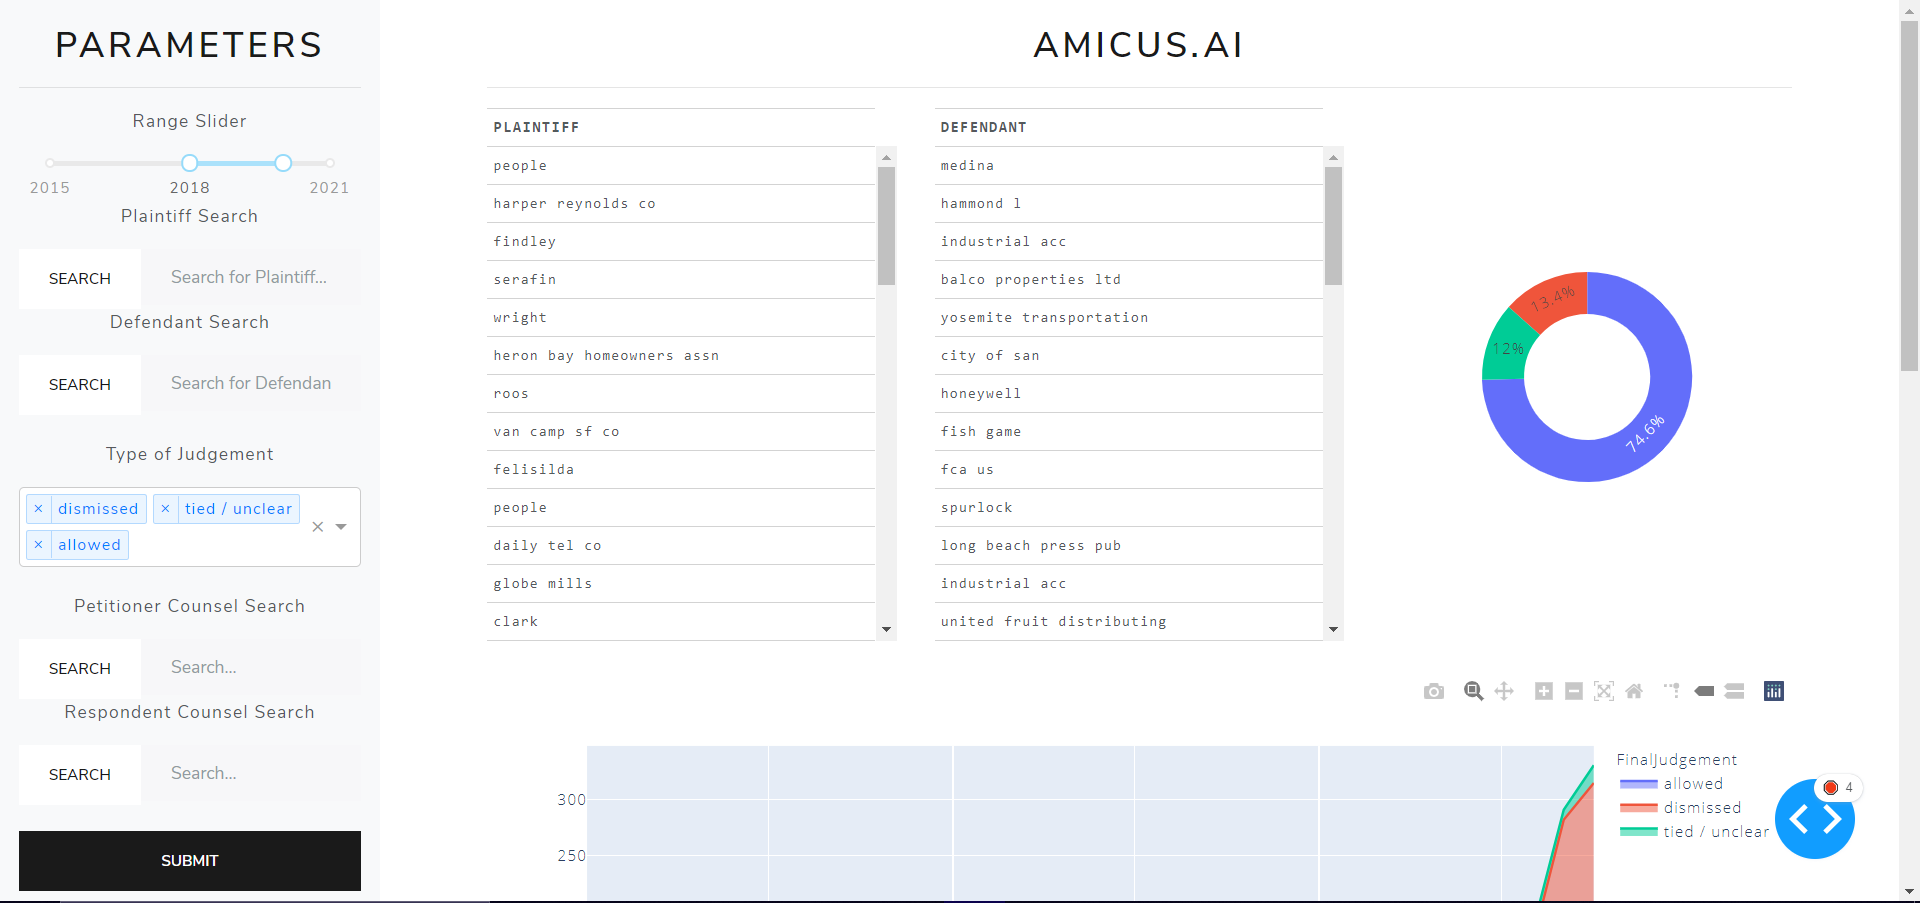 PARAMETERS
Range Slider
2015 2018 2021
Plaintiff Search
SEARCH Search for Plaintiff...
Defendant Search
SEARCH Search for Defendan
Type of Judgement
× dismissed × tied / unclear
× allowed
Petitioner Counsel Search
SEARCH Search...
Respondent Counsel Search
SEARCH Search...
SUBMIT
AMICUS.AI
PLAINTIFF
people
harper reynolds co
findley
serafin
wright
heron bay homeowners assn
roos
van camp sf co
felisilda
people
daily tel co
globe mills
clark
DEFENDANT
medina
hammond l
industrial acc
balco properties ltd
yosemite transportation
city of san
honeywell
fish game
fca us
spurlock
long beach press pub
industrial acc
united fruit distributing
13.4%
12%
74.6%
300
250
FinalJudgement
allowed
dismissed
tied / unclear
4